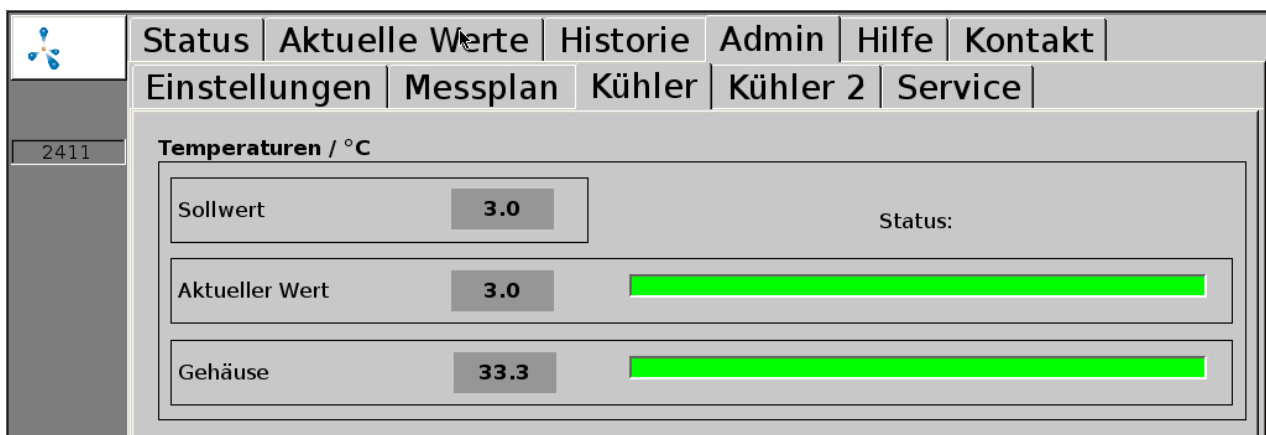 Status Aktuelle Werte Historie Admin Hilfe Kontakt
Einstellungen Messplan Kühler Kühler 2 Service
2411
Temperaturen / °C
Sollwert 3.0
Status:
Aktueller Wert 3.0
Gehäuse 33.3